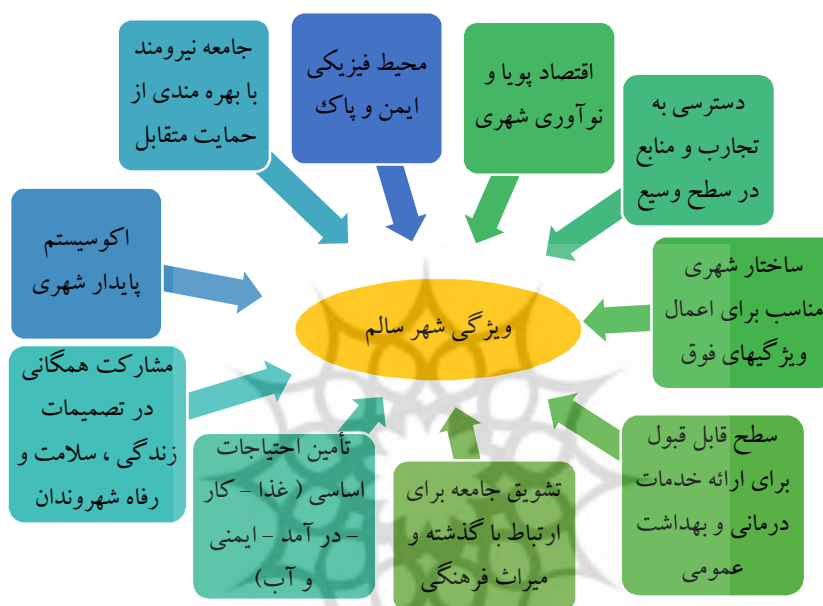 ویژگی شهر سالم
محیط فیزیکی
ایمن و پاک
اقتصاد پویا و
نوآوری شهری
دسترسی به
تجارب و منابع
در سطح وسیع
ساختار شهری
مناسب برای اعمال
ویژگیهای فوق
سطح قابل قبول
برای ارائه خدمات
درمانی و بهداشت
عمومی
تشویق جامعه برای
ارتباط با گذشته و
میراث فرهنگی
تأمین احتیاجات
اساسی ( غذا – کار
– در آمد – ایمنی
و آب)
مشارکت همگانی
در تصمیمات
زندگی ، سلامت و
رفاه شهروندان
اکوسیستم
پایدار شهری
جامعه نیرومند
با بهره مندی از
حمایت متقابل